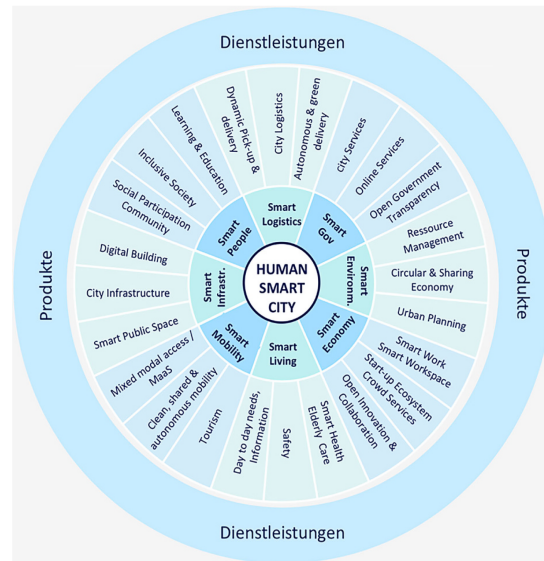 Dienstleistungen
Produkte
Produkte
Dienstleistungen
HUMAN
SMART
CITY
Smart
Logistics
Dynamic Pick-up &
delivery
City Logistics
Autonomous & green
delivery
Smart
Gov
city Services
Online Services
Open Government
Transparency
Smart
Environm.
Ressource
Management
Circular & Sharing
Economy
Urban Planning
Smart
Economy
Smart Work
Smart Workspace
Start-up Ecosystem
Crowd Services
Open Innovation &
Collaboration
Smart
Living
Smart Health
Elderly Care
Safety
Day to day needs,
Information
Smart
Mobility
Tourism
Clean, shared &
autonomous mobility
Mixed modal access /
MaaS
Smart
Infrastr.
Smart Public Space
City Infrastructure
Digital Building
Smart
People
Social Participation
Community
Inclusive Society
Learning & Education